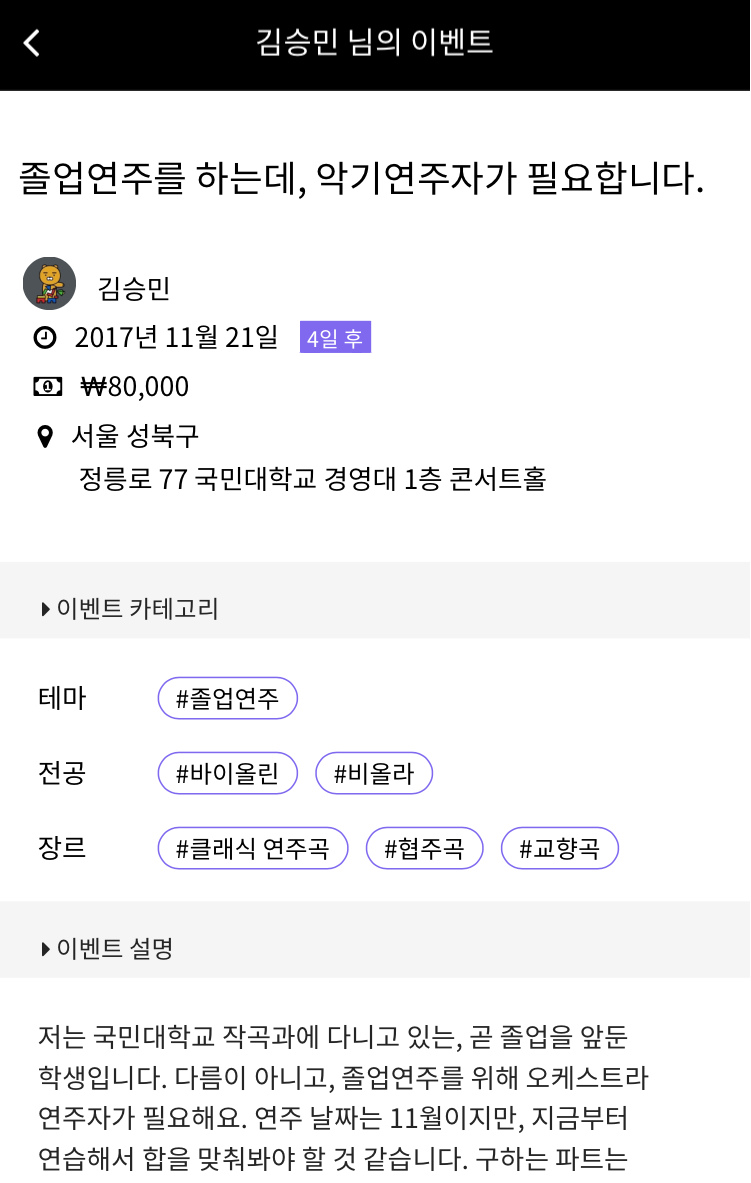 김승민 님의 이벤트
졸업연주를 하는데, 악기연주자가 필요합니다.
김승민
2017년 11월 21일 4일 후
₩80,000
서울 성북구
정릉로 77 국민대학교 경영대 1층 콘서트홀
이벤트 카테고리
테마 #졸업연주
전공 #바이올린 #비올라
장르 #클래식 연주곡 #협주곡 #교향곡
이벤트 설명
저는 국민대학교 작곡과에 다니고 있는, 곧 졸업을 앞둔
학생입니다. 다름이 아니고, 졸업연주를 위해 오케스트라
연주자가 필요해요. 연주 날짜는 11월이지만, 지금부터
연습해서 합을 맞춰봐야 할 것 같습니다. 구하는 파트는